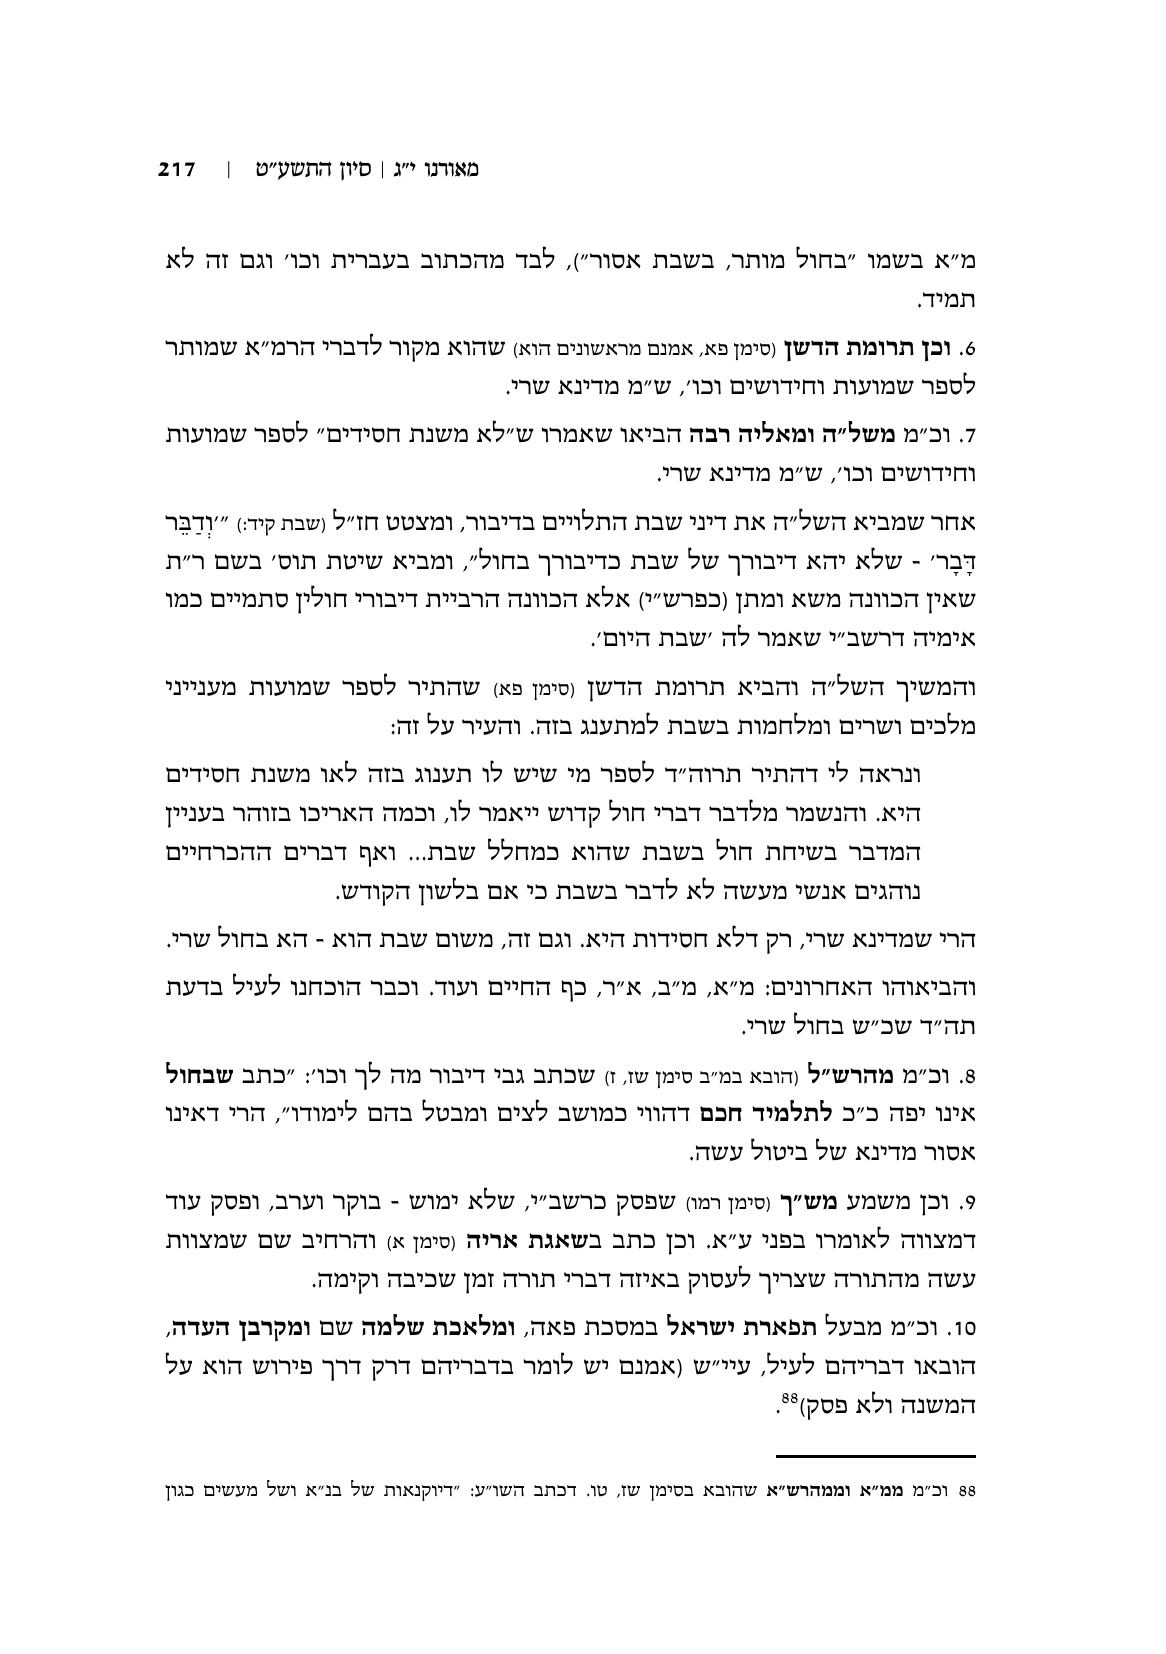 מאורנו י״ג | סיון התשע״ט | 217
מ״א בשמו ״בחול מותר, בשבת אסור״), לבד מהכתוב בעברית וכו׳ וגם זה לא
תמיד.
6. וכן תרומת הדשן (סימן פא, אמנם מראשונים הוא) שהוא מקור לדברי הרמ״א שמותר
לספר שמועות וחידושים וכו׳, ש״מ מדינא שרי.
7. וכ״מ משל״ה ומאליה רבה הביאו שאמרו ש״לא משנת חסידים״ לספר שמועות
וחידושים וכו׳, ש״מ מדינא שרי.
אחר שמביא השל״ה את דיני שבת התלויים בדיבור, ומצטט חז״ל (שבת קיד:) ״׳וְדַבֵּר
דָּבָר׳ - שלא יהא דיבורך של שבת כדיבורך בחול״, ומביא שיטת תוס׳ בשם ר״ת
שאין הכוונה משא ומתן (כפרש״י) אלא הכוונה הרביית דיבורי חולין סתמיים כמו
אימיה דרשב״י שאמר לה ׳שבת היום׳.
והמשיך השל״ה והביא תרומת הדשן (סימן פא) שהתיר לספר שמועות מענייני
מלכים ושרים ומלחמות בשבת למתענג בזה. והעיר על זה:
ונראה לי דהתיר תרוה״ד לספר מי שיש לו תענוג בזה לאו משנת חסידים
היא. והנשמר מלדבר דברי חול קדוש ייאמר לו, וכמה האריכו בזוהר בעניין
המדבר בשיחת חול בשבת שהוא כמחלל שבת... ואף דברים ההכרחיים
נוהגים אנשי מעשה לא לדבר בשבת כי אם בלשון הקודש.
הרי שמדינא שרי, רק דלא חסידות היא. וגם זה, משום שבת הוא - הא בחול שרי.
והביאוהו האחרונים: מ״א, מ״ב, א״ר, כף החיים ועוד. וכבר הוכחנו לעיל בדעת
תה״ד שכ״ש בחול שרי.
8. וכ״מ מהרש״ל (הובא במ״ב סימן שז, ז) שכתב גבי דיבור מה לך וכו׳: ״כתב שבחול
אינו יפה כ״כ לתלמיד חכם דהווי כמושב לצים ומבטל בהם לימודו״, הרי דאינו
אסור מדינא של ביטול עשה.
9. וכן משמע מש״ך (סימן רמו) שפסק כרשב״י, שלא ימוש - בוקר וערב, ופסק עוד
דמצווה לאומרו בפני ע״א. וכן כתב בשאגת אריה (סימן א) והרחיב שם שמצוות
עשה מהתורה שצריך לעסוק באיזה דברי תורה זמן שכיבה וקימה.
10. וכ״מ מבעל תפארת ישראל במסכת פאה, ומלאכת שלמה שם ומקרבן העדה,
הובאו דבריהם לעיל, עיי״ש (אמנם יש לומר בדבריהם דרק דרך פירוש הוא על
המשנה ולא פסק)88.
88 וכ״מ ממ״א וממהרש״א שהובא בסימן שז, טו. דכתב השו״ע: ״דיוקנאות של בנ״א ושל מעשים כגון